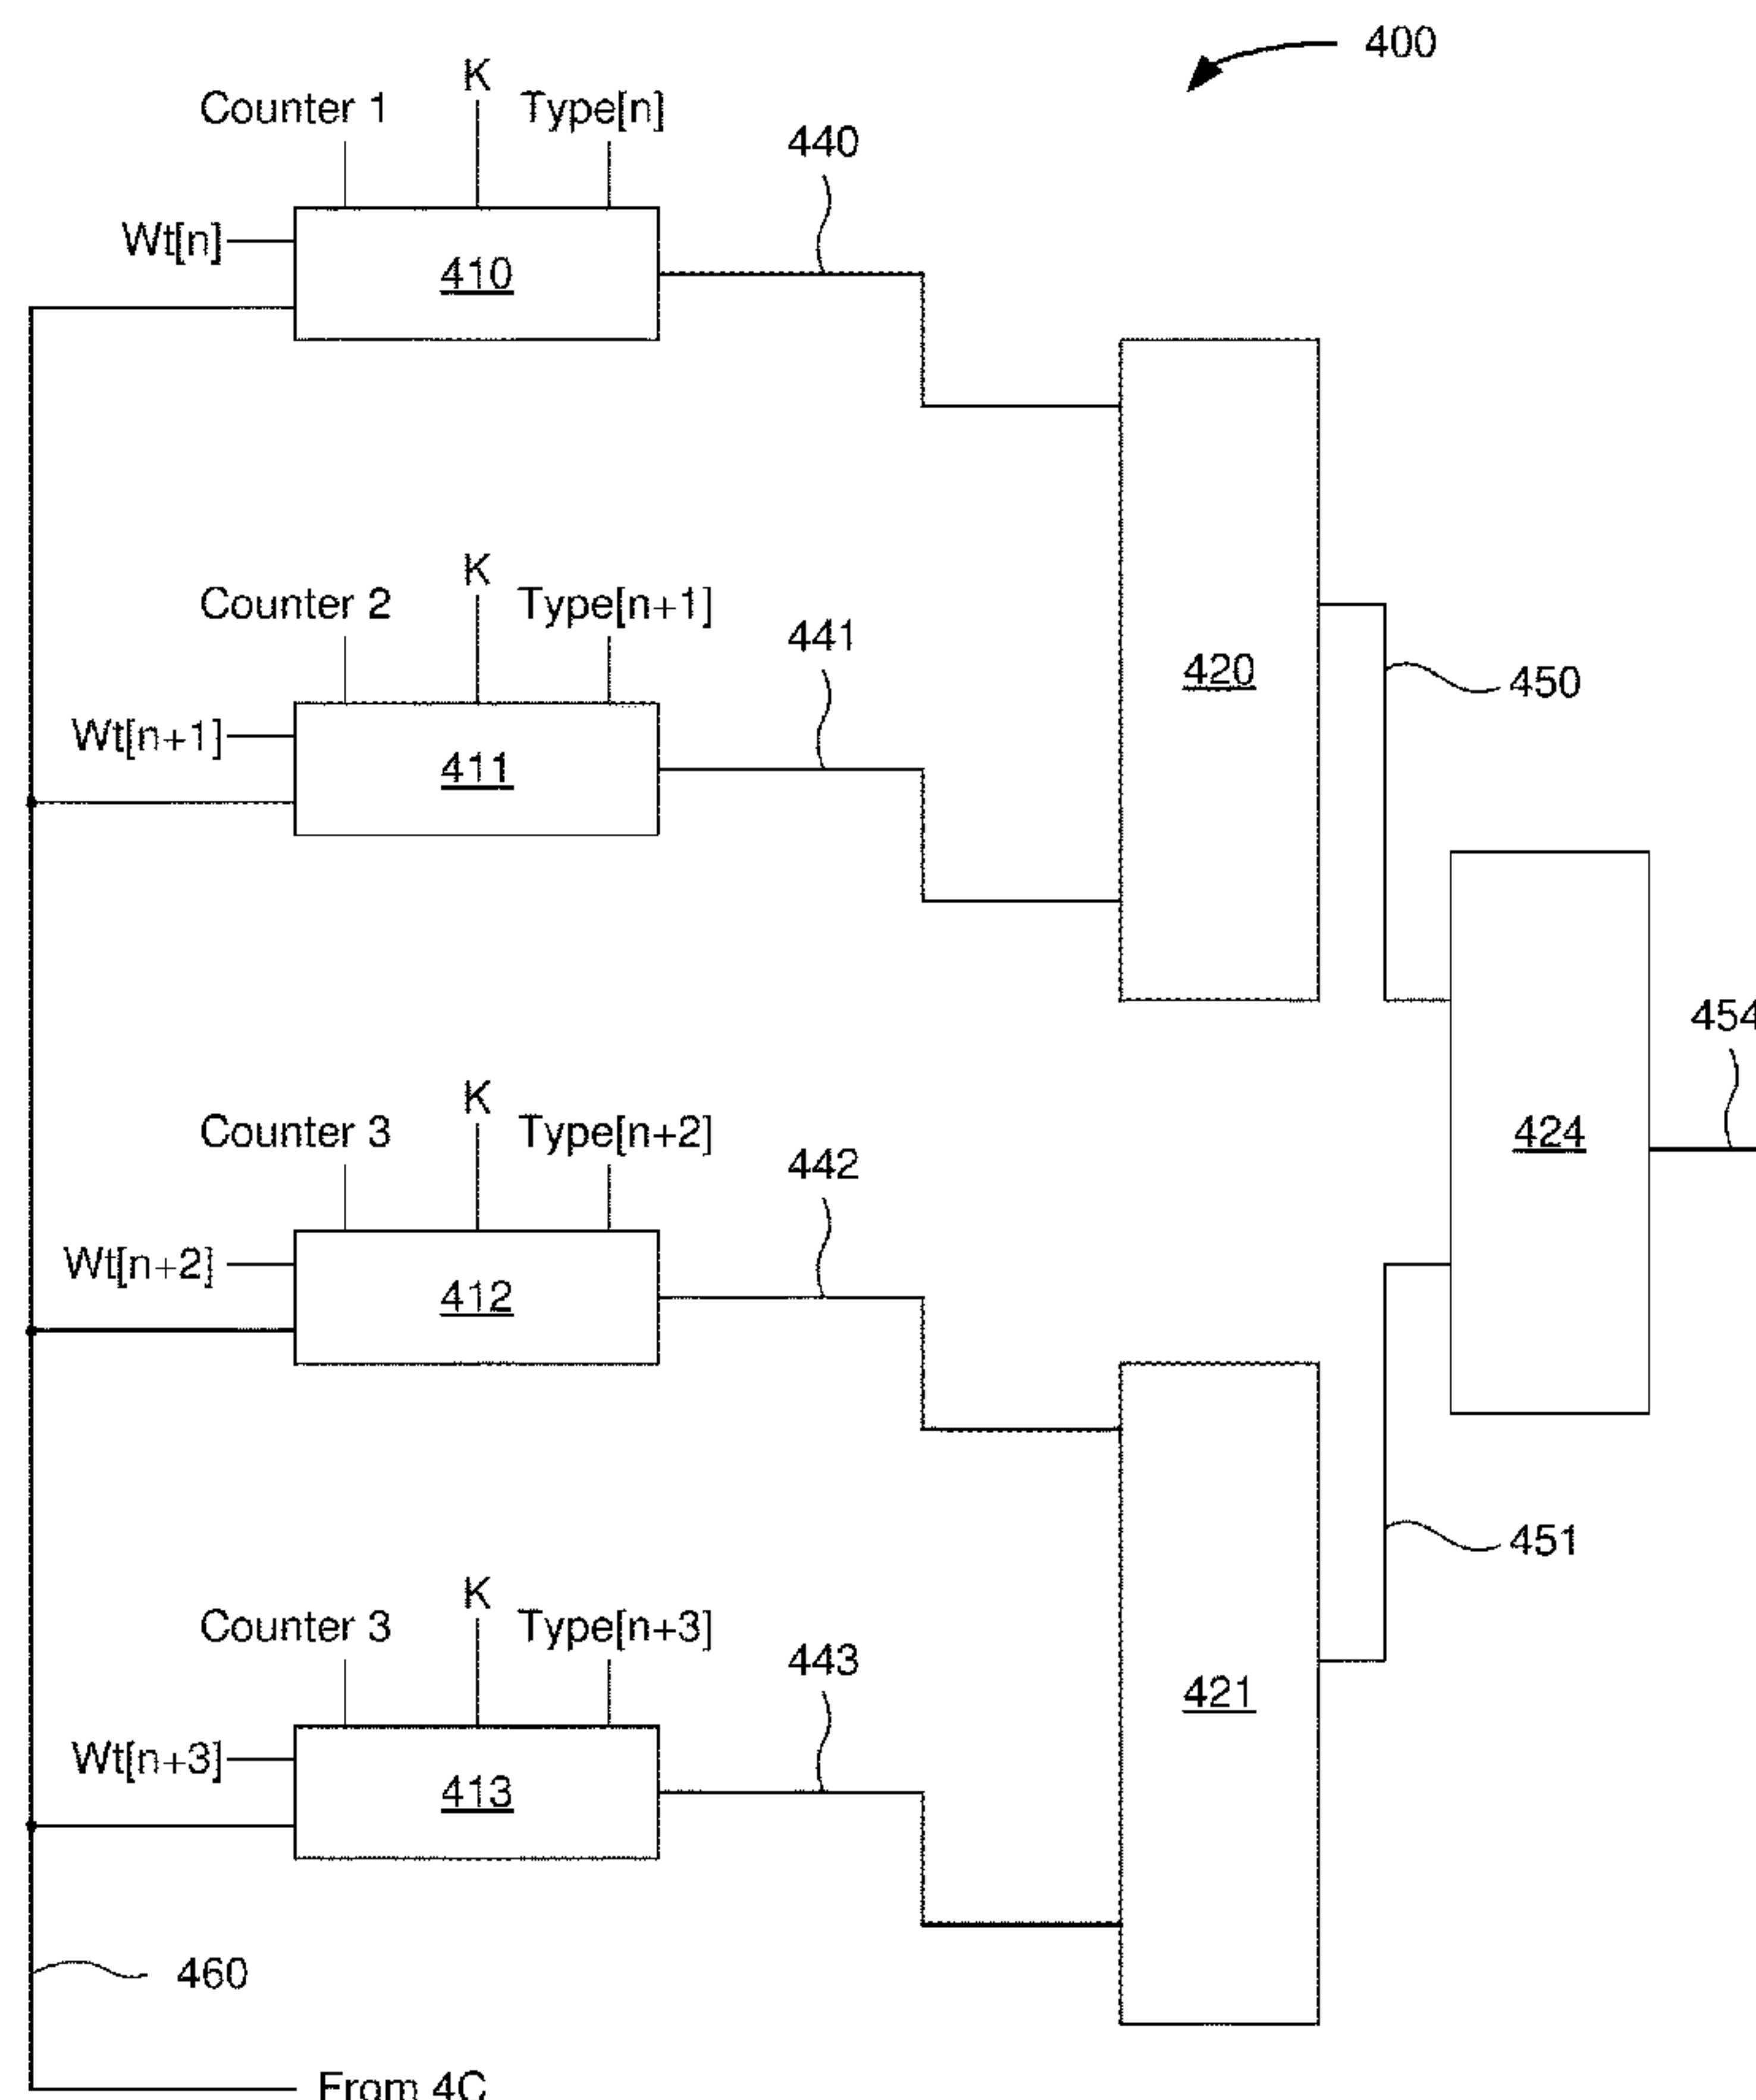 400
K
Counter 1
Type[n]
440
Wt[n]
410
K
Counter 2
Type[n+1]
441
420
450
Wt[n+1]
411
454
K
Counter 3
Type[n+2]
442
424
Wt[n+2]
412
451
K
Counter 3
Type[n+3]
443
421
Wt[n+3]
413
460
From 4C